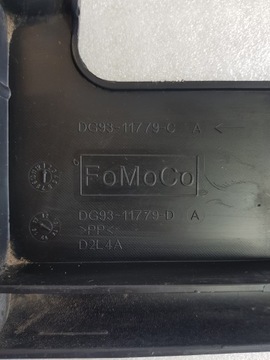 DG93-11779-C A <
FoMoCo
DG93-11779-D A
>PP<
D2L4A